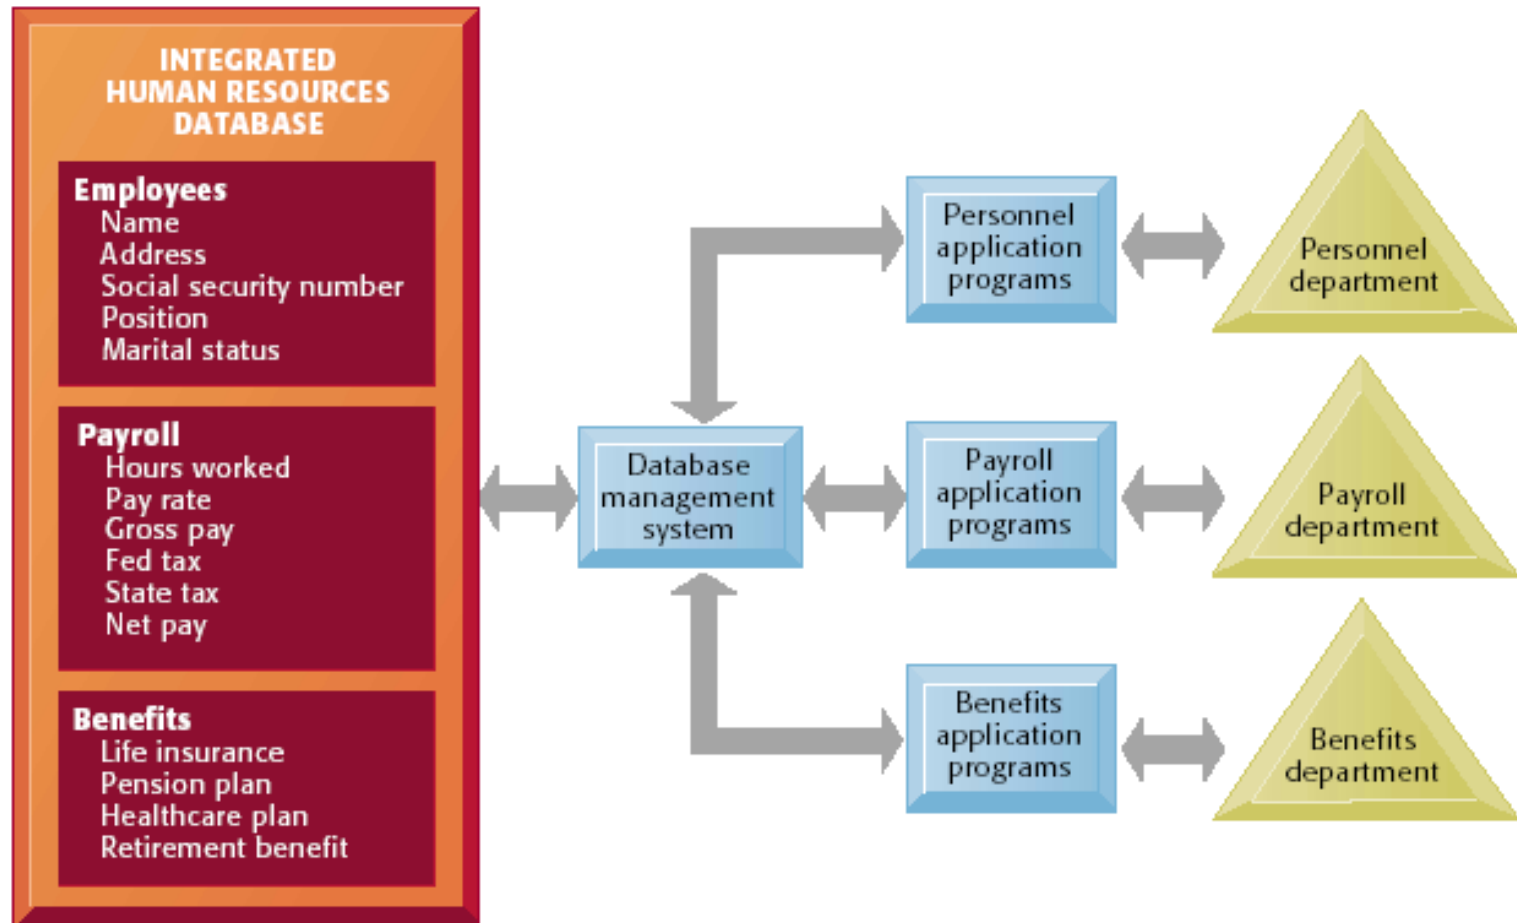 INTEGRATED
HUMAN RESOURCES
DATABASE
Employees
Name
Address
Social security number
Position
Marital status
Payroll
Hours worked
Pay rate
Gross pay
Fed tax
State tax
Net pay
Benefits
Life insurance
Pension plan
Healthcare plan
Retirement benefit
Database
management
system
Personnel
application
programs
Personnel
department
Payroll
application
programs
Payroll
department
Benefits
application
programs
Benefits
department